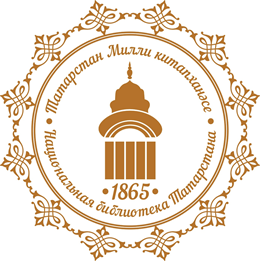 Татарстан Милли китапханәсе
• 1865 •
Национальная библиотека Татарстана